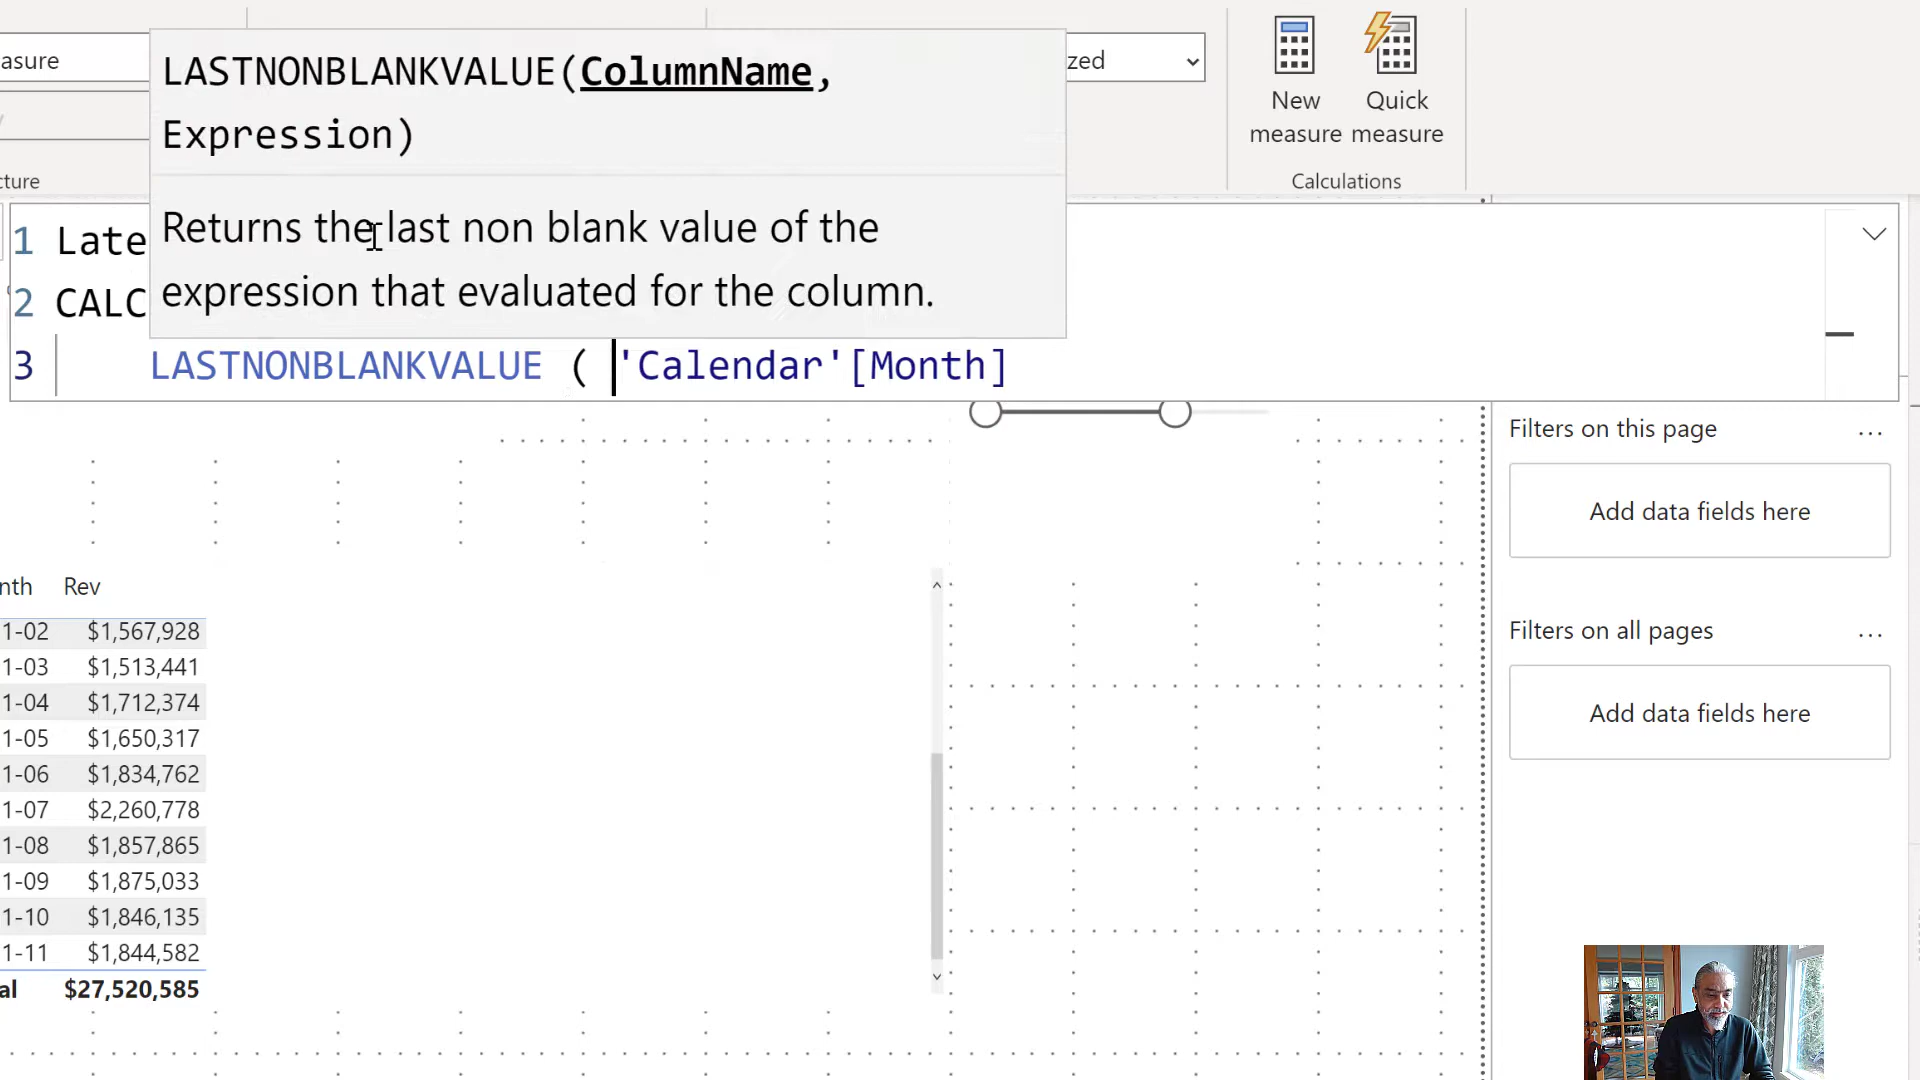 LASTNONBLANKVALUE(ColumnName,
Expression)
Returns the last non blank value of the
expression that evaluated for the column.
asure
zed
New
measure
Quick
measure
cture
Calculations
1 Late
2 CALC
3 LASTNONBLANKVALUE ( 'Calendar'[Month]
Filters on this page ...
Add data fields here
Filters on all pages ...
Add data fields here
nth Rev
1-02 $1,567,928
1-03 $1,513,441
1-04 $1,712,374
1-05 $1,650,317
1-06 $1,834,762
1-07 $2,260,778
1-08 $1,857,865
1-09 $1,875,033
1-10 $1,846,135
1-11 $1,844,582
al $27,520,585